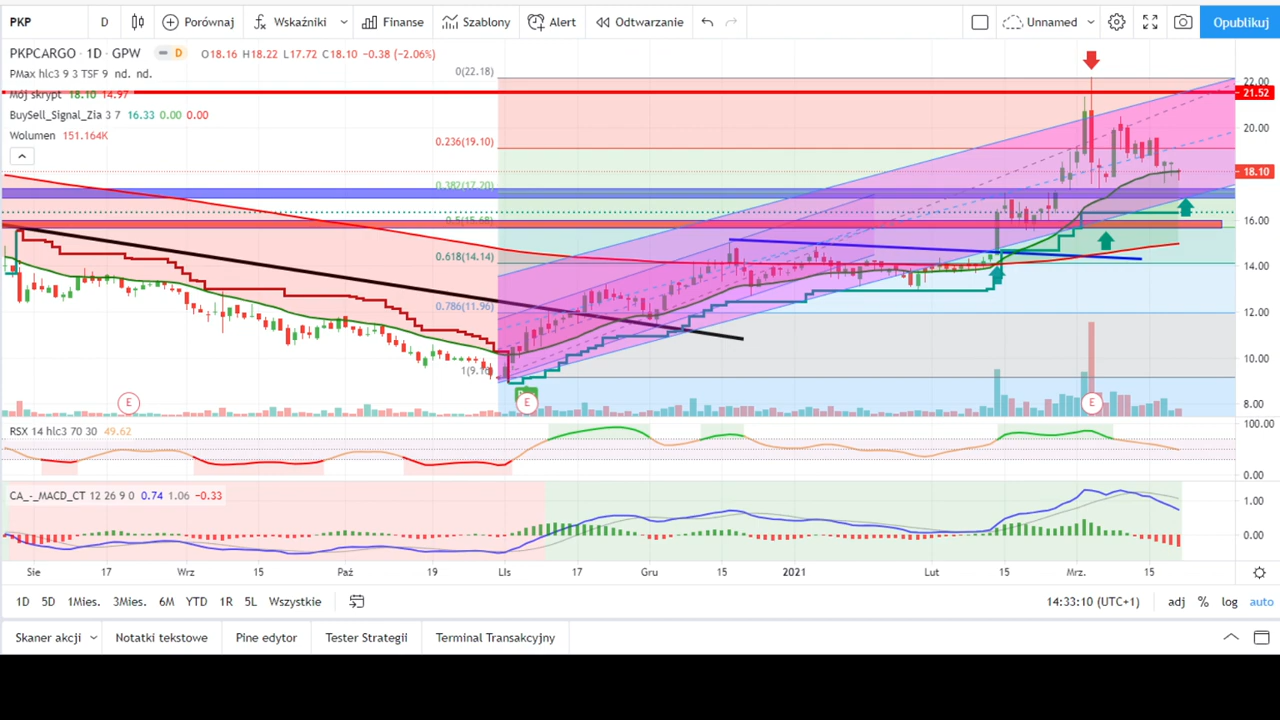 PKP D Porównaj Wskaźniki Finanse Szablony Alert Odtwarzanie Unnamed Opublikuj
PKPCARGO · 1D · GPW D O18.16 H18.22 L17.72 C18.10 −0.38 (−2.06%)
PMax hlc3 9 3 TSF 9 nd. nd.
Mój skrypt 18.10 14.97
BuySell_Signal_Zia 3 7 16.33 0.00 0.00
Wolumen 151.164K
0(22.18)
0.236(19.10)
0.382(17.20)
0.5(15.68)
0.618(14.14)
0.786(11.96)
1(9.16)
22.00
21.52
20.00
18.10
16.00
14.00
12.00
10.00
8.00
E E E
RSX 14 hlc3 70 30 49.62
100.00
0.00
CA_-_MACD_CT 12 26 9 0 0.74 1.06 −0.33
1.00
0.00
Sie 17 Wrz 15 Paź 19 Lis 17 Gru 15 2021 Lut 15 Mrz. 15
1D 5D 1Mies. 3Mies. 6M YTD 1R 5L Wszystkie 14:33:10 (UTC+1) adj % log auto
Skaner akcji Notatki tekstowe Pine edytor Tester Strategii Terminal Transakcyjny